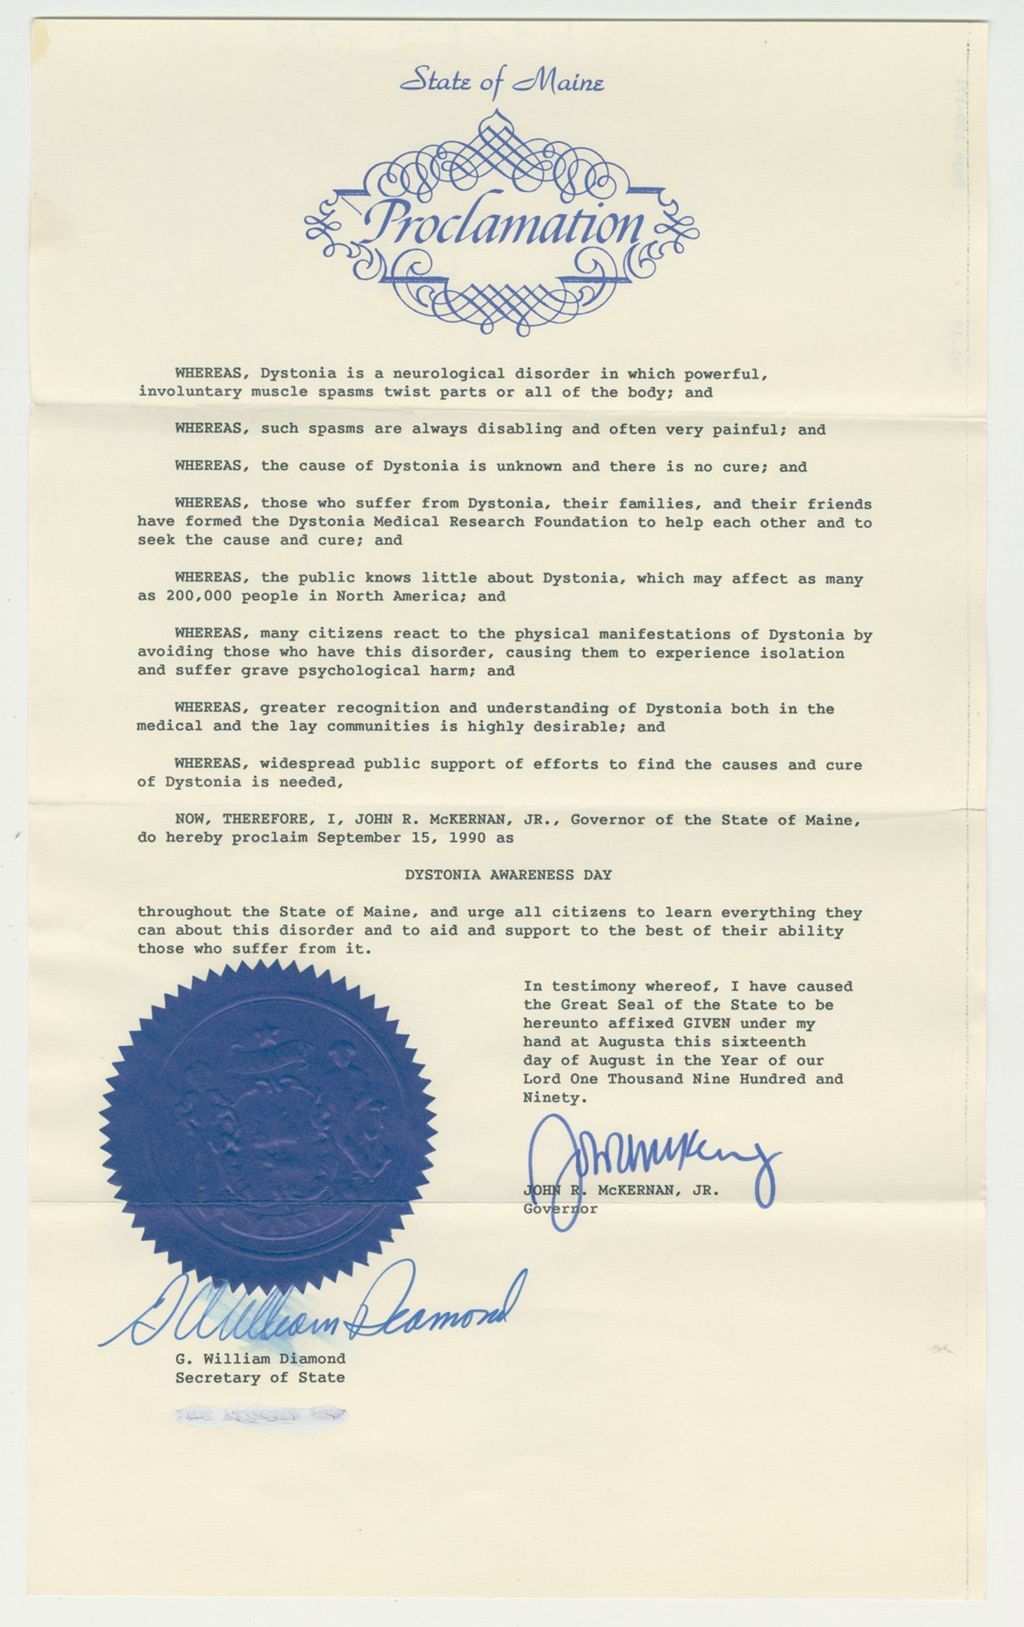 State of Maine
Proclamation
WHEREAS, Dystonia is a neurological disorder in which powerful,
involuntary muscle spasms twist parts or all of the body; and
WHEREAS, such spasms are always disabling and often very painful; and
WHEREAS, the cause of Dystonia is unknown and there is no cure; and
WHEREAS, those who suffer from Dystonia, their families, and their friends
have formed the Dystonia Medical Research Foundation to help each other and to
seek the cause and cure; and
WHEREAS, the public knows little about Dystonia, which may affect as many
as 200,000 people in North America; and
WHEREAS, many citizens react to the physical manifestations of Dystonia by
avoiding those who have this disorder, causing them to experience isolation
and suffer grave psychological harm; and
WHEREAS, greater recognition and understanding of Dystonia both in the
medical and the lay communities is highly desirable; and
WHEREAS, widespread public support of efforts to find the causes and cure
of Dystonia is needed,
NOW, THEREFORE, I, JOHN R. McKERNAN, JR., Governor of the State of Maine,
do hereby proclaim September 15, 1990 as
DYSTONIA AWARENESS DAY
throughout the State of Maine, and urge all citizens to learn everything they
can about this disorder and to aid and support to the best of their ability
those who suffer from it.
In testimony whereof, I have caused
the Great Seal of the State to be
hereunto affixed GIVEN under my
hand at Augusta this sixteenth
day of August in the Year of our
Lord One Thousand Nine Hundred and
Ninety.
JOHN R. McKERNAN, JR.
Governor
G. William Diamond
G. William Diamond
Secretary of State